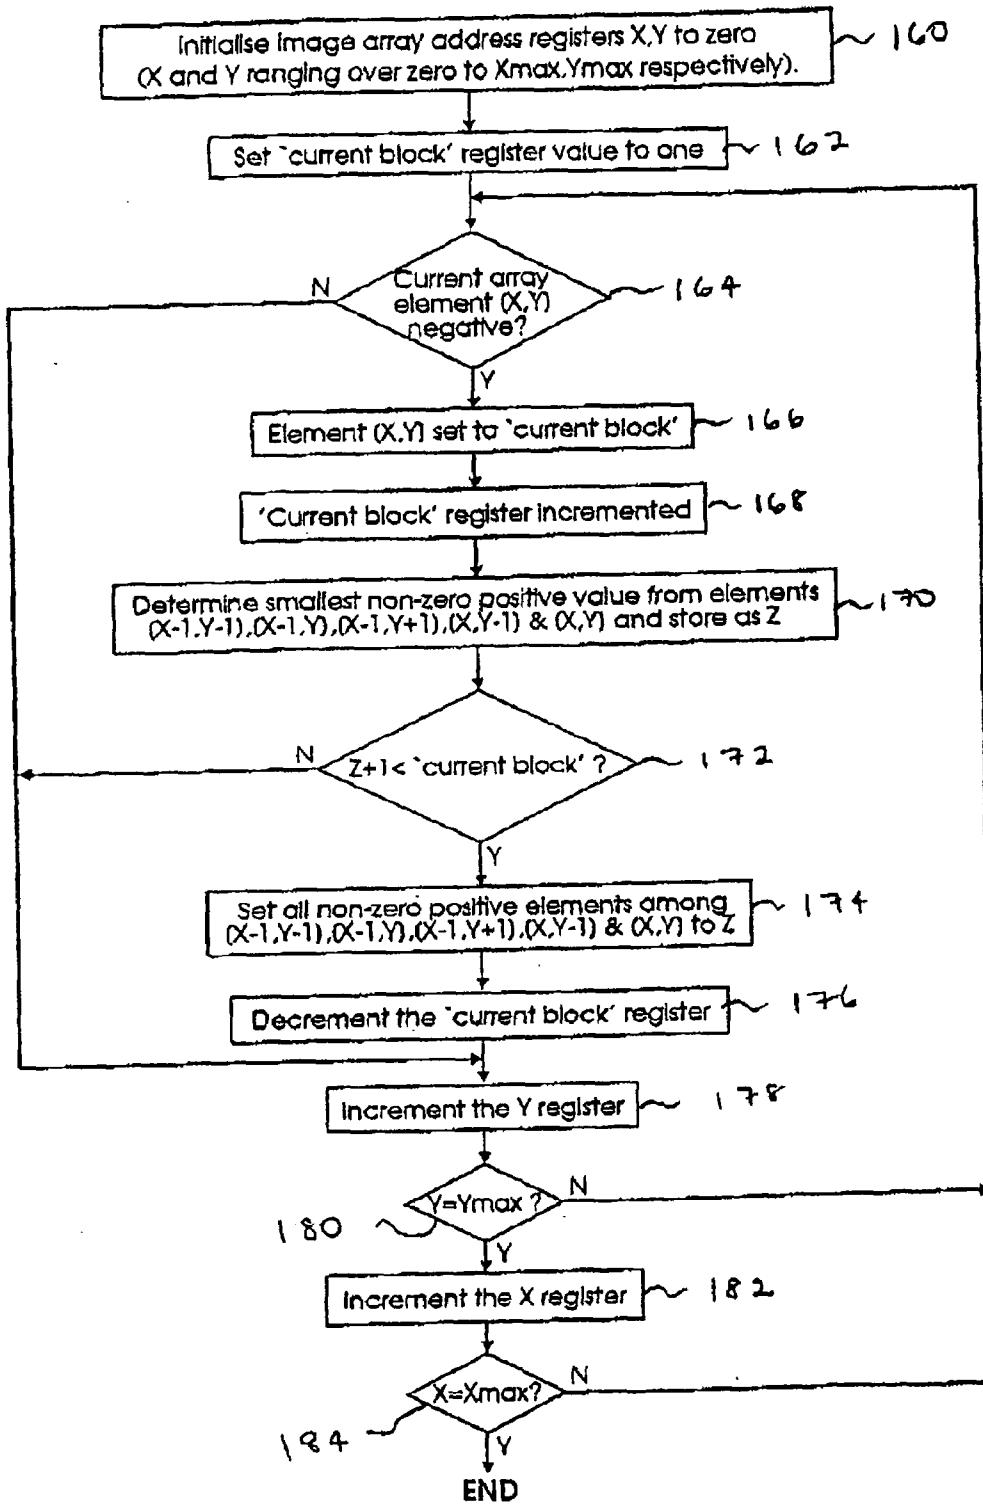 Initialise image array address registers X,Y to zero
(X and Y ranging over zero to Xmax,Ymax respectively).
160
Set `current block' register value to one
162
Current array
element (X,Y)
negative?
164
N
Y
Element (X,Y) set to `current block'
166
'Current block' register incremented
168
Determine smallest non-zero positive value from elements
(X-1,Y-1),(X-1,Y),(X-1,Y+1),(X,Y-1) & (X,Y) and store as Z
170
N
Z+1< `current block' ?
172
Y
Set all non-zero positive elements among
(X-1,Y-1),(X-1,Y),(X-1,Y+1),(X,Y-1) & (X,Y) to Z
174
Decrement the `current block' register
176
Increment the Y register
178
Y=Ymax ?
N
180
Y
Increment the X register
182
X=Xmax?
N
184
Y
END